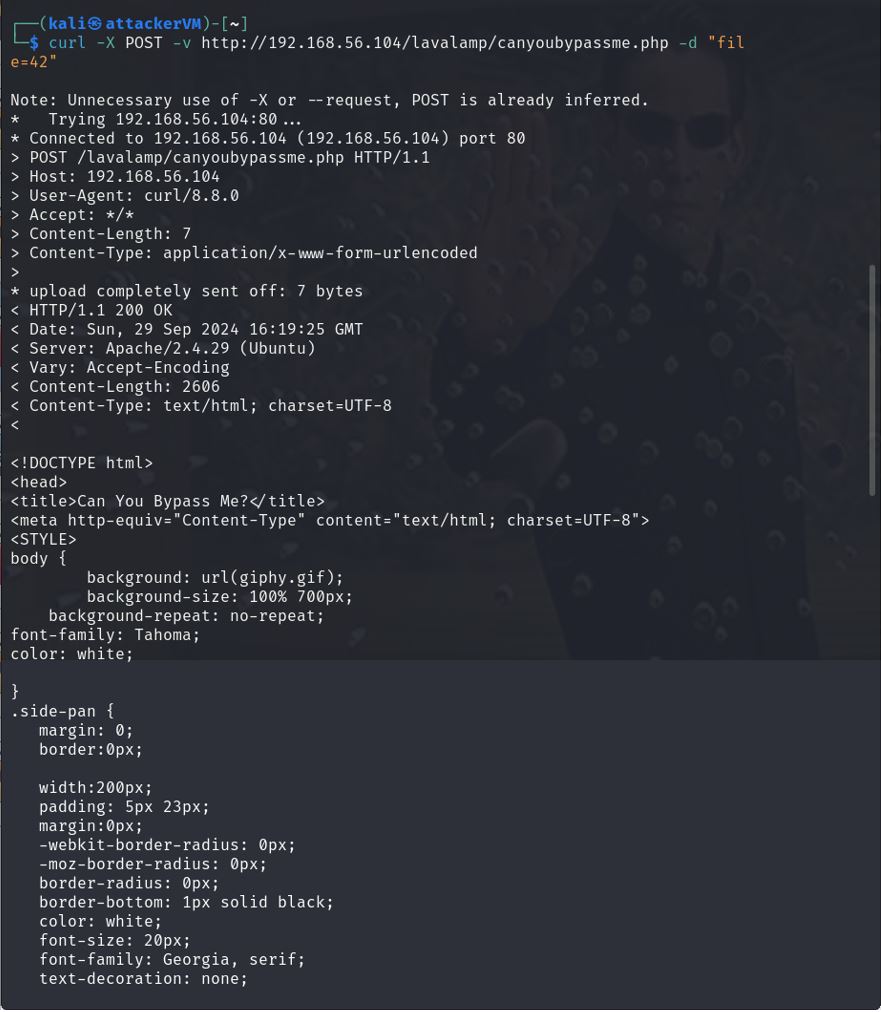 ┌──(kali㉿attackerVM)-[~]
└─$ curl -X POST -v http://192.168.56.104/lavalamp/canyoubypassme.php -d "fil
e=42"
Note: Unnecessary use of -X or --request, POST is already inferred.
*   Trying 192.168.56.104:80...
* Connected to 192.168.56.104 (192.168.56.104) port 80
> POST /lavalamp/canyoubypassme.php HTTP/1.1
> Host: 192.168.56.104
> User-Agent: curl/8.8.0
> Accept: */*
> Content-Length: 7
> Content-Type: application/x-www-form-urlencoded
>
* upload completely sent off: 7 bytes
< HTTP/1.1 200 OK
< Date: Sun, 29 Sep 2024 16:19:25 GMT
< Server: Apache/2.4.29 (Ubuntu)
< Vary: Accept-Encoding
< Content-Length: 2606
< Content-Type: text/html; charset=UTF-8
<
<!DOCTYPE html>
<head>
<title>Can You Bypass Me?</title>
<meta http-equiv="Content-Type" content="text/html; charset=UTF-8">
<STYLE>
body {
        background: url(giphy.gif);
        background-size: 100% 700px;
    background-repeat: no-repeat;
font-family: Tahoma;
color: white;
}
.side-pan {
   margin: 0;
   border:0px;
   width:200px;
   padding: 5px 23px;
   margin:0px;
   -webkit-border-radius: 0px;
   -moz-border-radius: 0px;
   border-radius: 0px;
   border-bottom: 1px solid black;
   color: white;
   font-size: 20px;
   font-family: Georgia, serif;
   text-decoration: none;